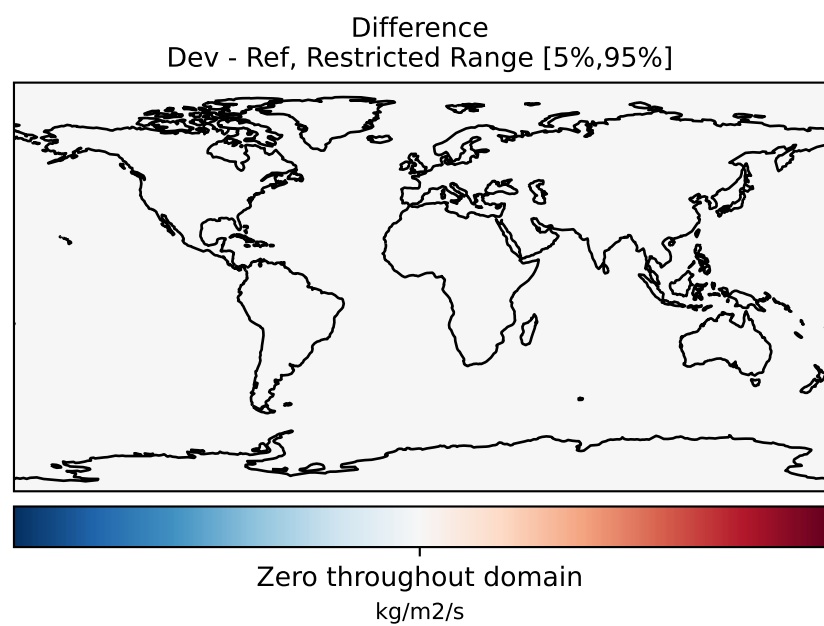 Difference
Dev - Ref, Restricted Range [5%,95%]
Zero throughout domain
kg/m2/s